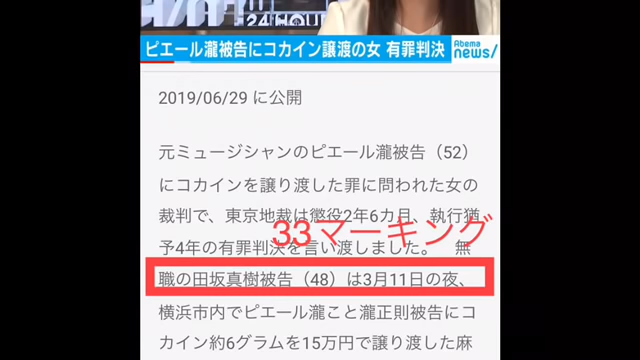 24 HOUR
ピエール瀧被告にコカイン譲渡の女 有罪判決
Abema
news/
2019/06/29 に公開
元ミュージシャンのピエール瀧被告（52）
にコカインを譲り渡した罪に問われた女の
裁判で、東京地裁は懲役2年6カ月、執行猶
33マーキング
予4年の有罪判決を言い渡しました。　無
職の田坂真樹被告（48）は3月11日の夜、
横浜市内でピエール瀧こと瀧正則被告にコ
カイン約6グラムを15万円で譲り渡した麻